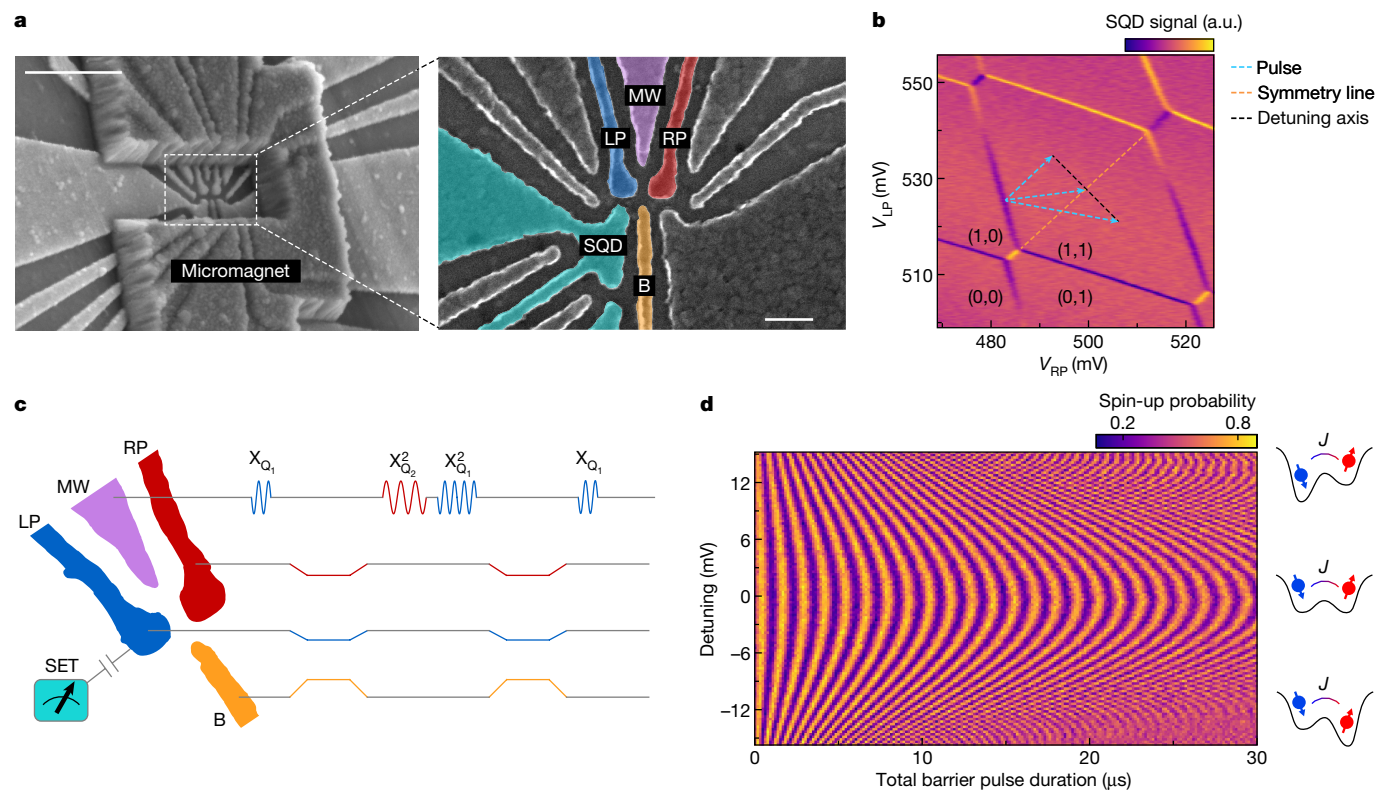 a
Micromagnet
MW
LP
RP
SQD
B
b
SQD signal (a.u.)
Pulse
Symmetry line
Detuning axis
550
530
510
V_LP (mV)
(1,0)
(1,1)
(0,0)
(0,1)
480
500
520
V_RP (mV)
c
RP
MW
LP
SET
B
X_Q₁
X²_Q₂
X²_Q₁
X_Q₁
d
Spin-up probability
0.2
0.8
Detuning (mV)
12
6
0
−6
−12
0
10
20
30
Total barrier pulse duration (μs)
J
J
J